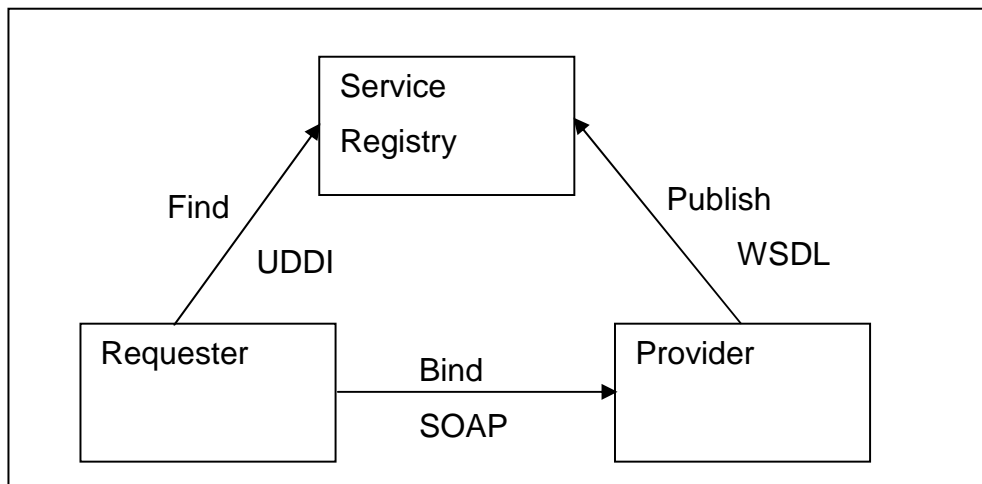 Service
Registry
Find
Publish
UDDI
WSDL
Requester
Bind
Provider
SOAP